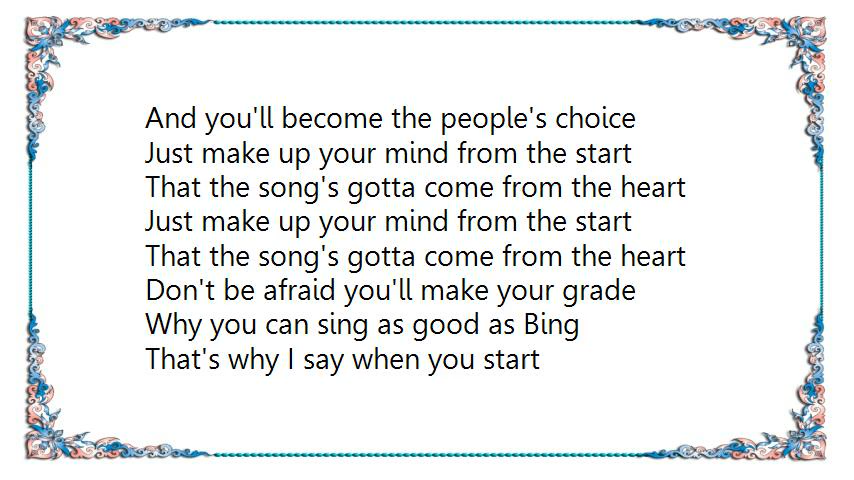 And you'll become the people's choice
Just make up your mind from the start
That the song's gotta come from the heart
Just make up your mind from the start
That the song's gotta come from the heart
Don't be afraid you'll make your grade
Why you can sing as good as Bing
That's why I say when you start